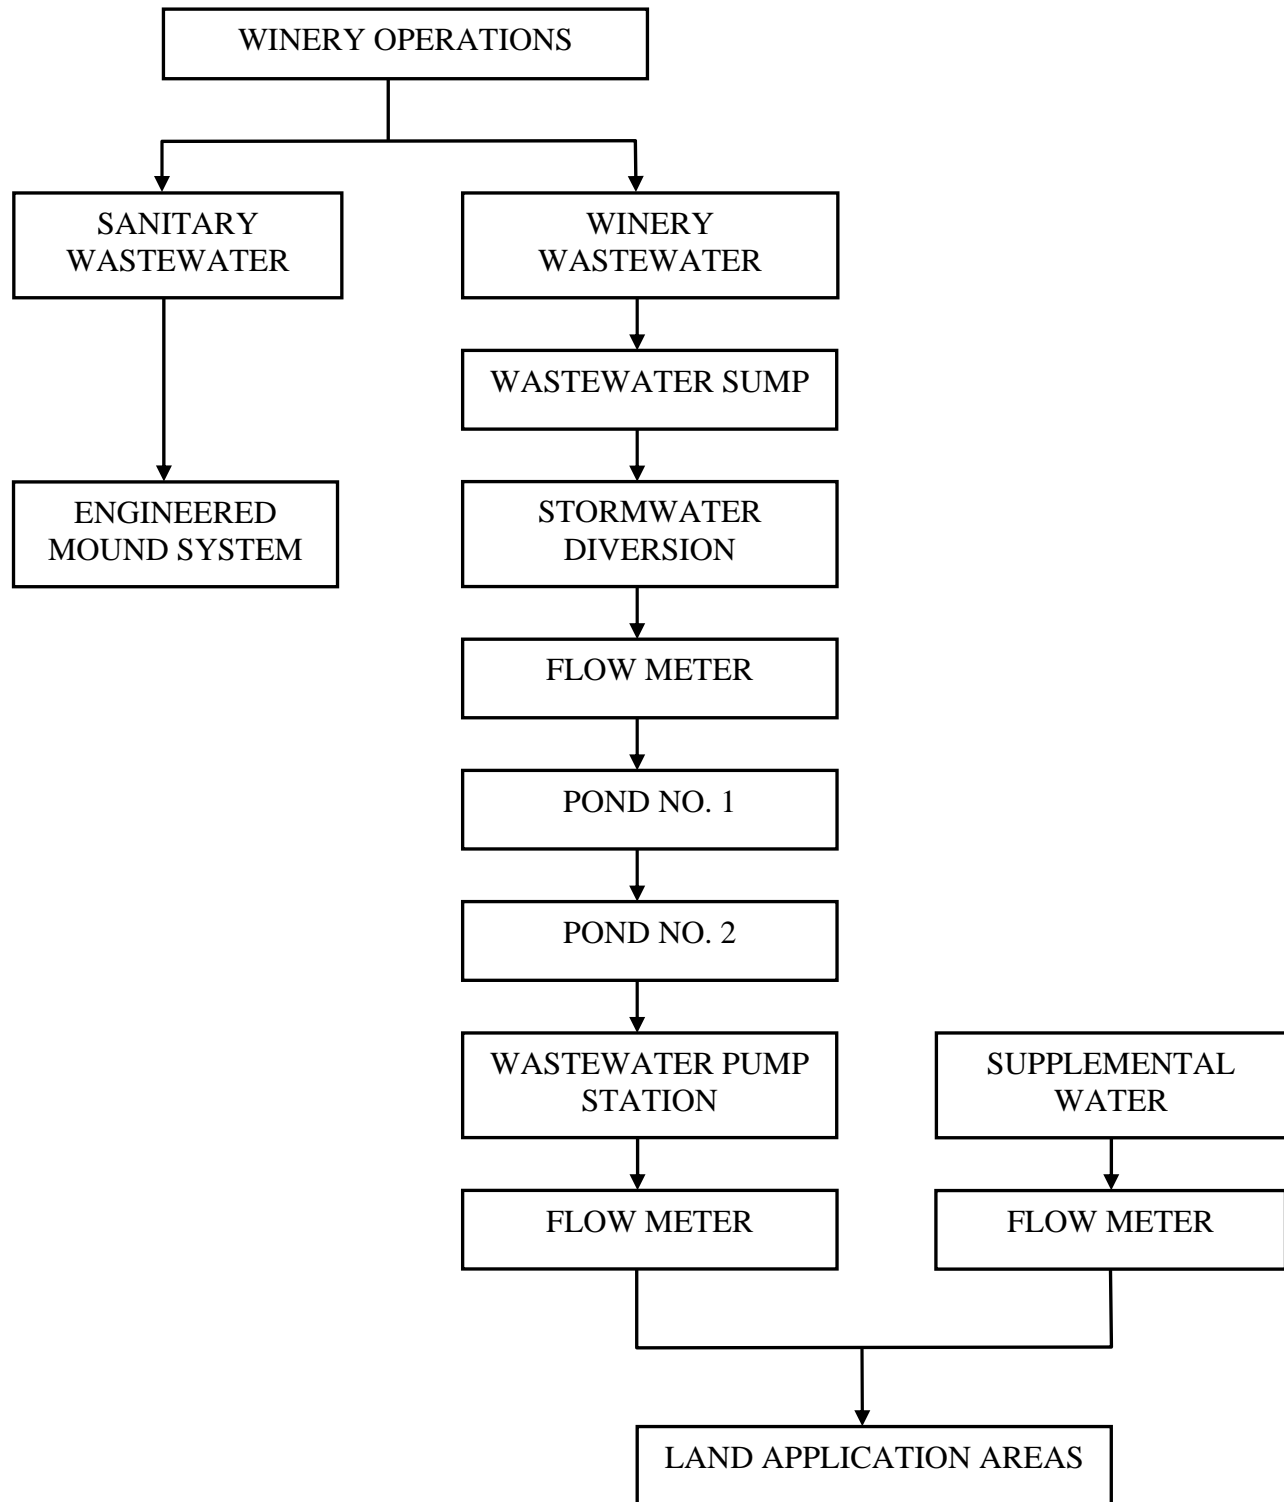 WINERY OPERATIONS
SANITARY
WASTEWATER
WINERY
WASTEWATER
WASTEWATER SUMP
ENGINEERED
MOUND SYSTEM
STORMWATER
DIVERSION
FLOW METER
POND NO. 1
POND NO. 2
WASTEWATER PUMP
STATION
SUPPLEMENTAL
WATER
FLOW METER
FLOW METER
LAND APPLICATION AREAS